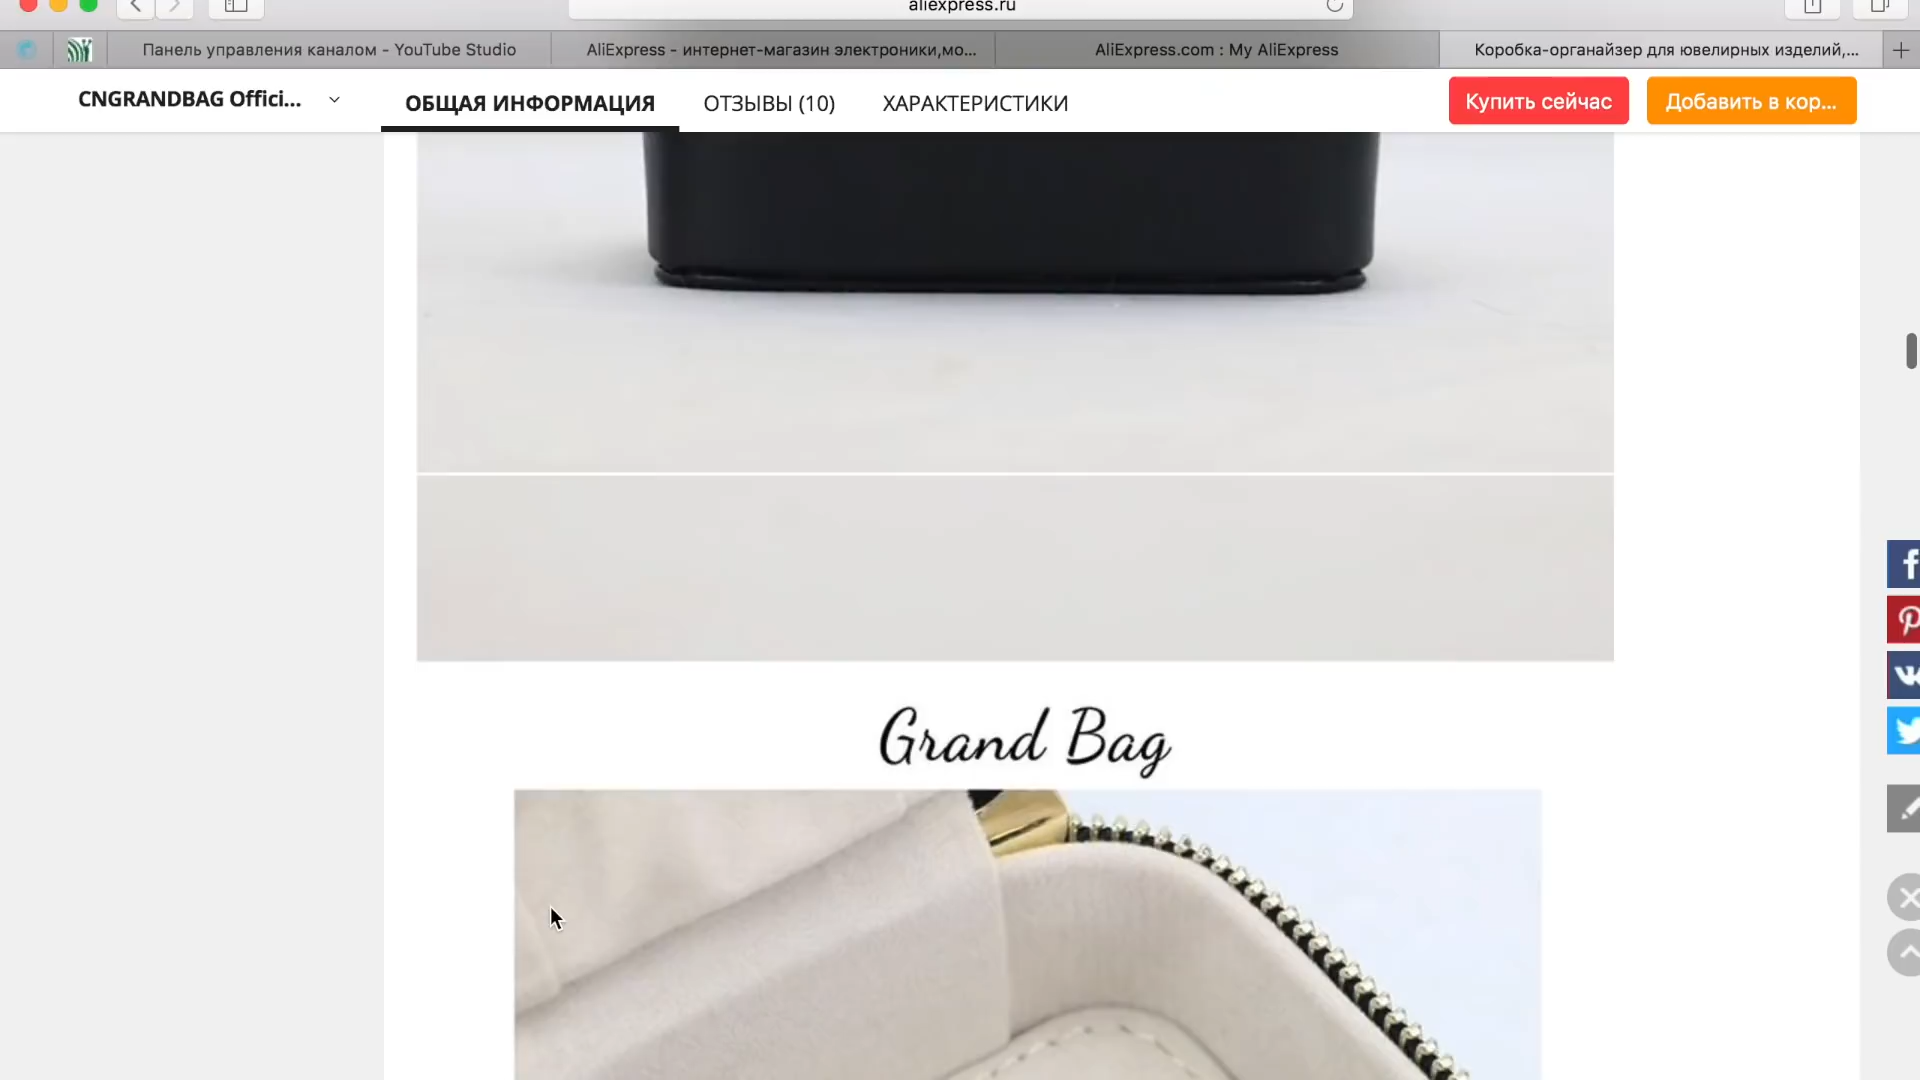 aliexpress.ru
Панель управления каналом - YouTube Studio
AliExpress - интернет-магазин электроники,мо...
AliExpress.com : My AliExpress
Коробка-органайзер для ювелирных изделий,...
CNGRANDBAG Offici...
ОБЩАЯ ИНФОРМАЦИЯ
ОТЗЫВЫ (10)
ХАРАКТЕРИСТИКИ
Купить сейчас
Добавить в кор...
Grand Bag